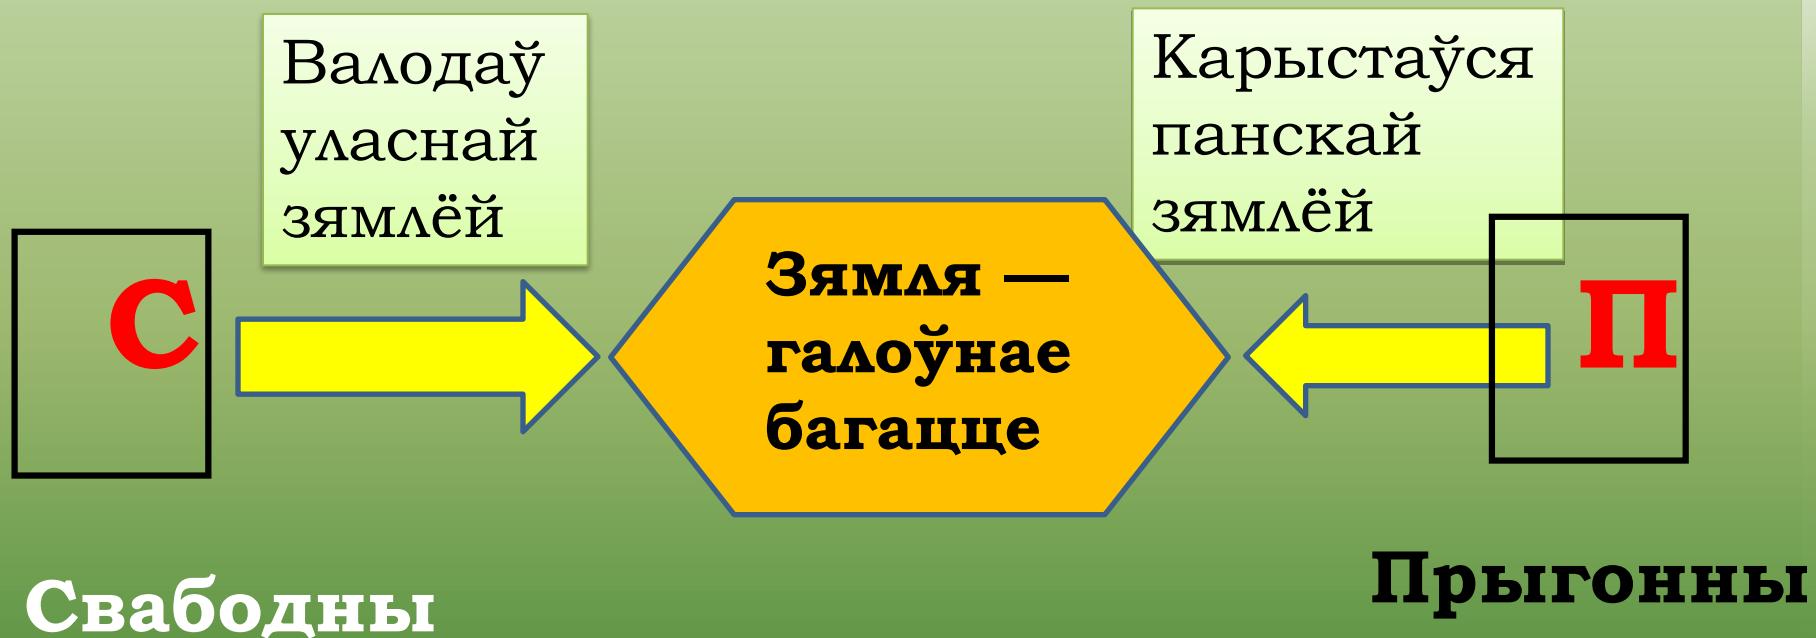 Валодаў
уласнай
зямлёй
Карыстаўся
панскай
зямлёй
С
Зямля —
галоўнае
багацце
П
Свабодны
Прыгонны